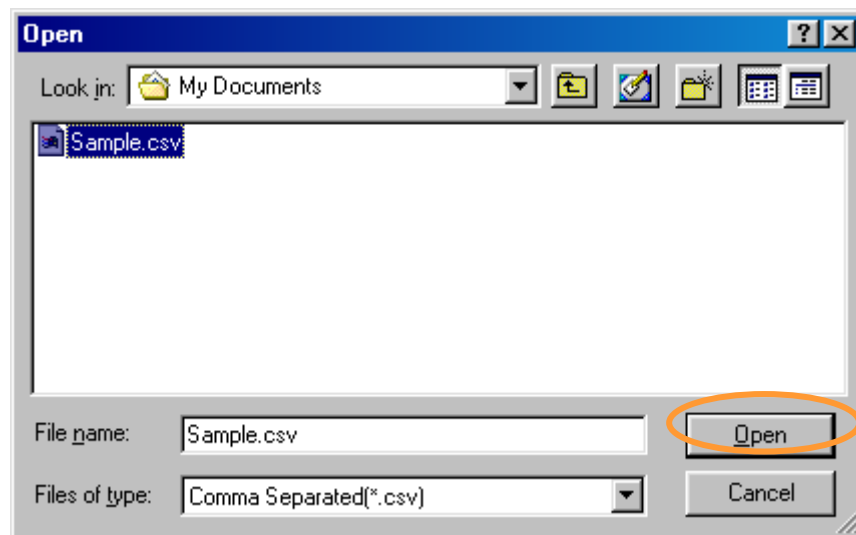 Open
Look in: My Documents
Sample.csv
File name: Sample.csv Open
Files of type: Comma Separated(*.csv) Cancel